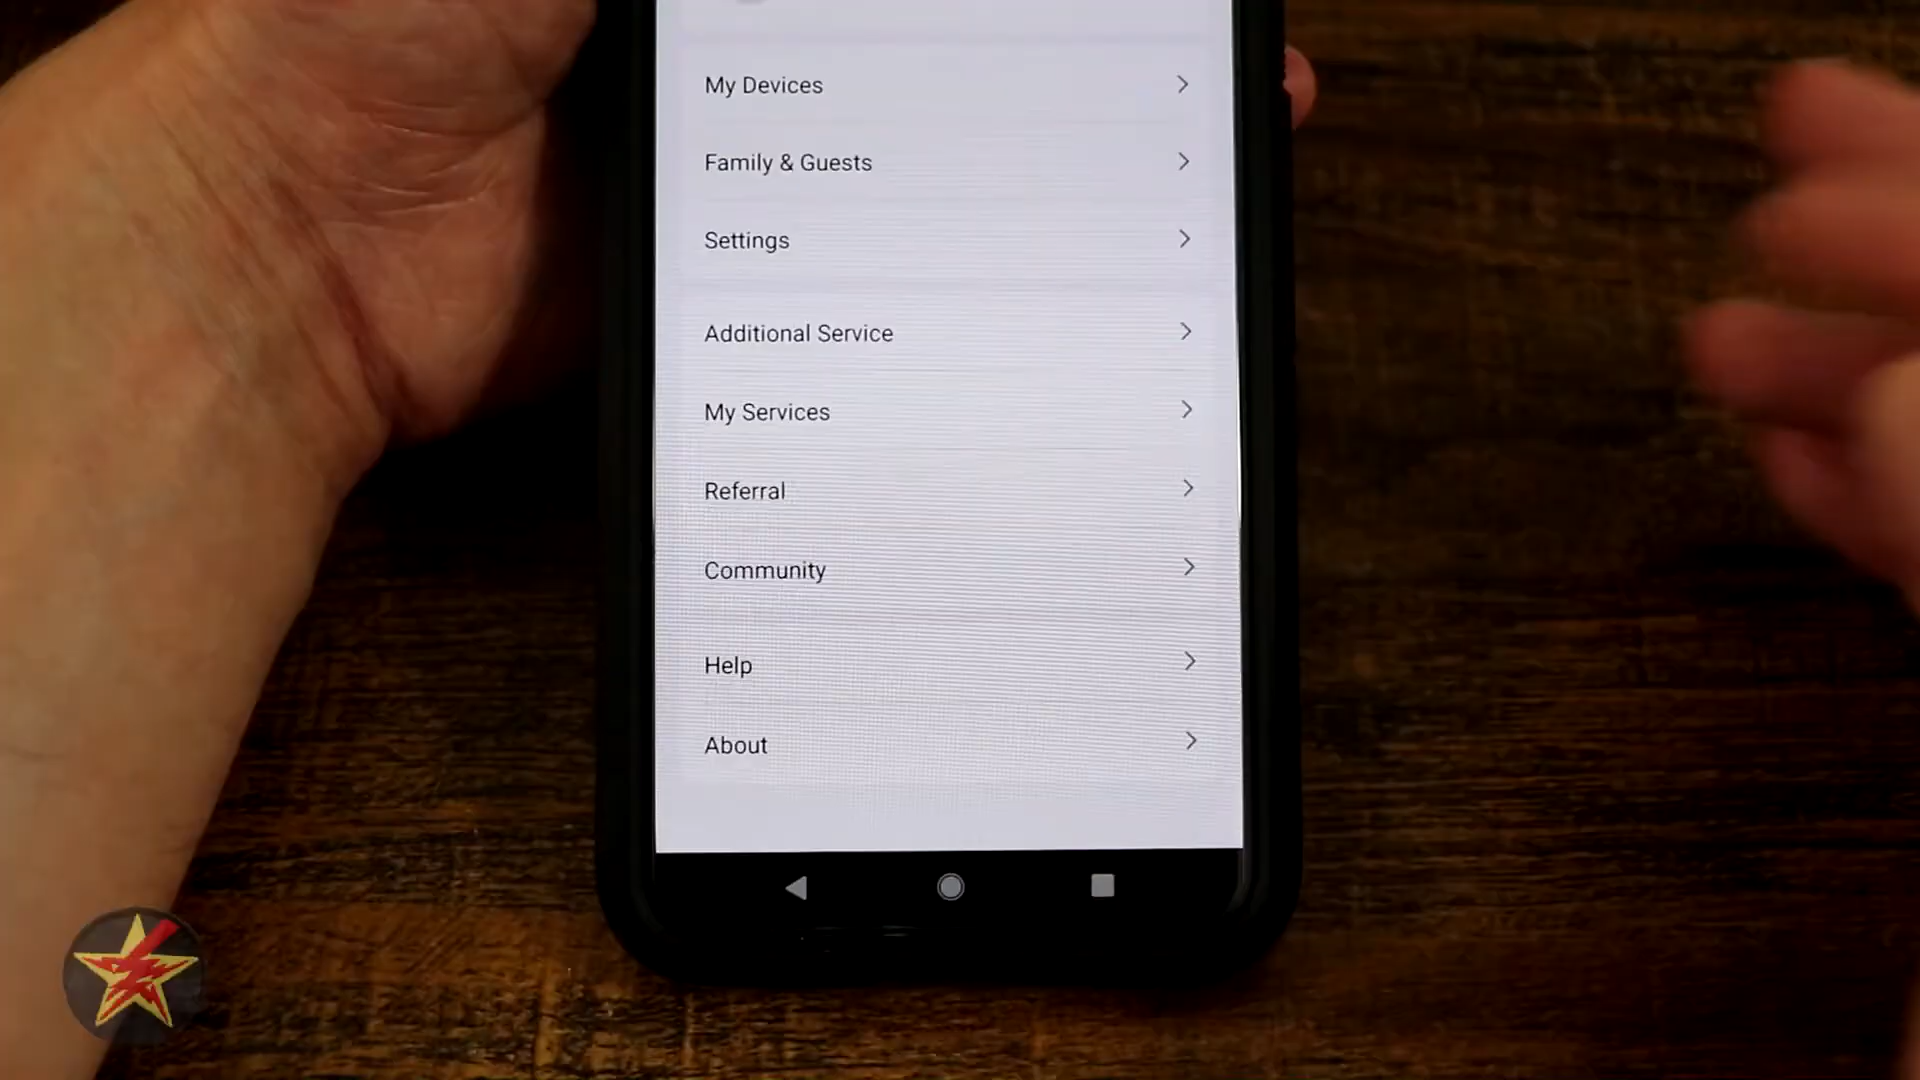 My Devices
Family & Guests
Settings
Additional Service
My Services
Referral
Community
Help
About